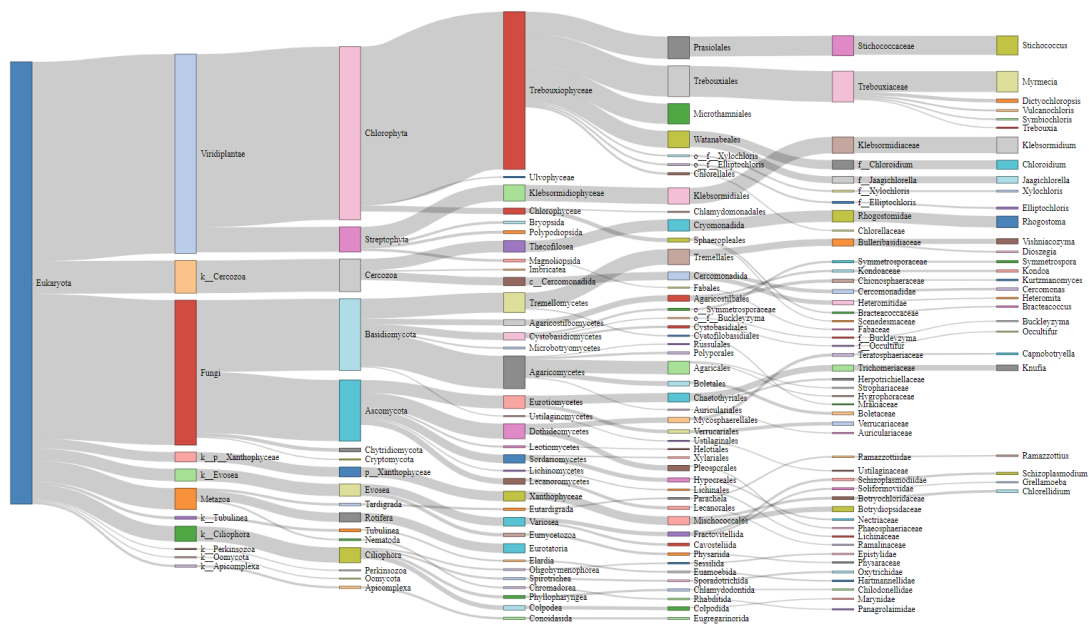 Eukaryota
Viridiplantae
k__Cercozoa
Fungi
k__p__Xanthophyceae
k__Evosea
Metazoa
k__Tubulinea
k__Ciliophora
k__Perkinsozoa
k__Oomycota
k__Apicomplexa
Chlorophyta
Streptophyta
Cercozoa
Basidiomycota
Ascomycota
Chytridiomycota
Cryptomycota
p__Xanthophyceae
Evosea
Tardigrada
Rotifera
Tubulinea
Nematoda
Ciliophora
Perkinsozoa
Oomycota
Apicomplexa
Trebouxiophyceae
Ulvophyceae
Klebsormidiophyceae
Chlorophyceae
Bryopsida
Polypodiopsida
Thecofilosea
Magnoliopsida
Imbricatea
c__Cercomonadida
Tremellomycetes
Agaricostilbomycetes
Cystobasidiomycetes
Microbotryomycetes
Agaricomycetes
Eurotiomycetes
Ustilaginomycetes
Dothideomycetes
Leotiomycetes
Sordariomycetes
Lichinomycetes
Lecanoromycetes
Xanthophyceae
Eutardigrada
Variosea
Eumycetozoa
Eurotatoria
Elardia
Oligohymenophorea
Spirotrichea
Chromadorea
Phyllopharyngea
Colpodea
Conoidasida
Prasiolales
Trebouxiales
Microthamniales
Watanabeales
o__f__Xylochloris
o__f__Elliptochloris
Chlorellales
Klebsormidiales
Chlamydomonadales
Cryomonadida
Sphaeropleales
Tremellales
Cercomonadida
Fabales
Agaricostilbales
o__Symmetrosporaceae
o__f__Buckleyzyma
Cystobasidiales
Cystofilobasidiales
Russulales
Polyporales
Agaricales
Boletales
Chaetothyriales
Auriculariales
Mycosphaerellales
Verrucariales
Ustilaginales
Helotiales
Xylariales
Pleosporales
Hypocreales
Lichinales
Parachela
Lecanorales
Mischococcales
Fractovitellida
Cavosteliida
Physariida
Sessilida
Euamoebida
Sporadotrichida
Chlamydodontida
Rhabditida
Colpodida
Eugregarinorida
Stichococcaceae
Trebouxiaceae
Klebsormidiaceae
f__Chloroidium
f__Jaagichlorella
f__Xylochloris
f__Elliptochloris
Rhogostomidae
Chlorellaceae
Bulleribasidiaceae
Symmetrosporaceae
Kondoaceae
Chionosphaeraceae
Cercomonadidae
Heteromitidae
Bracteacoccaceae
Scenedesmaceae
Fabaceae
f__Buckleyzyma
f__Occultifur
Teratosphaeriaceae
Trichomeriaceae
Herpotrichiellaceae
Strophariaceae
Hygrophoraceae
Mrakiaceae
Boletaceae
Verrucariaceae
Auriculariaceae
Ramazzottiidae
Ustilaginaceae
Schizoplasmodiidae
Soliformoviidae
Botryochloridaceae
Botrydiopsidaceae
Nectriaceae
Phaeosphaeriaceae
Lichinaceae
Ramalinaceae
Epistylidae
Physaraceae
Oxytrichidae
Hartmannellidae
Chilodonellidae
Marynidae
Panagrolaimidae
Stichococcus
Myrmecia
Dictyochloropsis
Vulcanochloris
Symbiochloris
Trebouxia
Klebsormidium
Chloroidium
Jaagichlorella
Xylochloris
Elliptochloris
Rhogostoma
Vishniacozyma
Dioszegia
Symmetrospora
Kondoa
Kurtzmanomyces
Cercomonas
Heteromita
Bracteacoccus
Buckleyzyma
Occultifur
Capnobotryella
Knufia
Ramazzottius
Schizoplasmodium
Grellamoeba
Chlorellidium